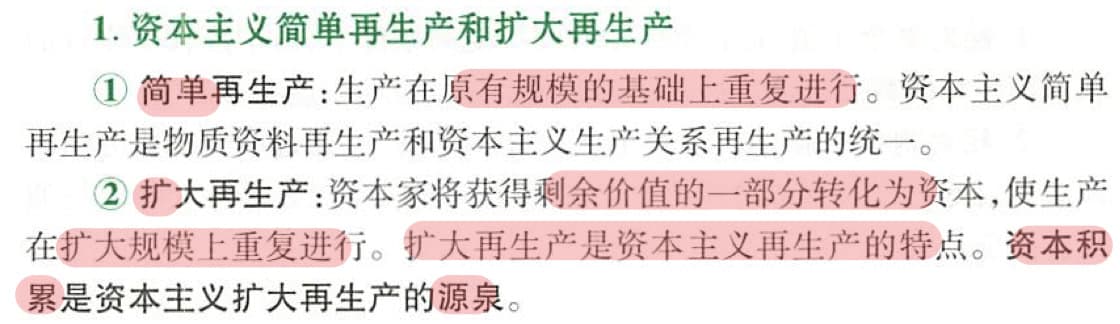 1. 资本主义简单再生产和扩大再生产
① 简单再生产:生产在原有规模的基础上重复进行。资本主义简单
再生产是物质资料再生产和资本主义生产关系再生产的统一。
② 扩大再生产:资本家将获得剩余价值的一部分转化为资本,使生产
在扩大规模上重复进行。扩大再生产是资本主义再生产的特点。资本积
累是资本主义扩大再生产的源泉。